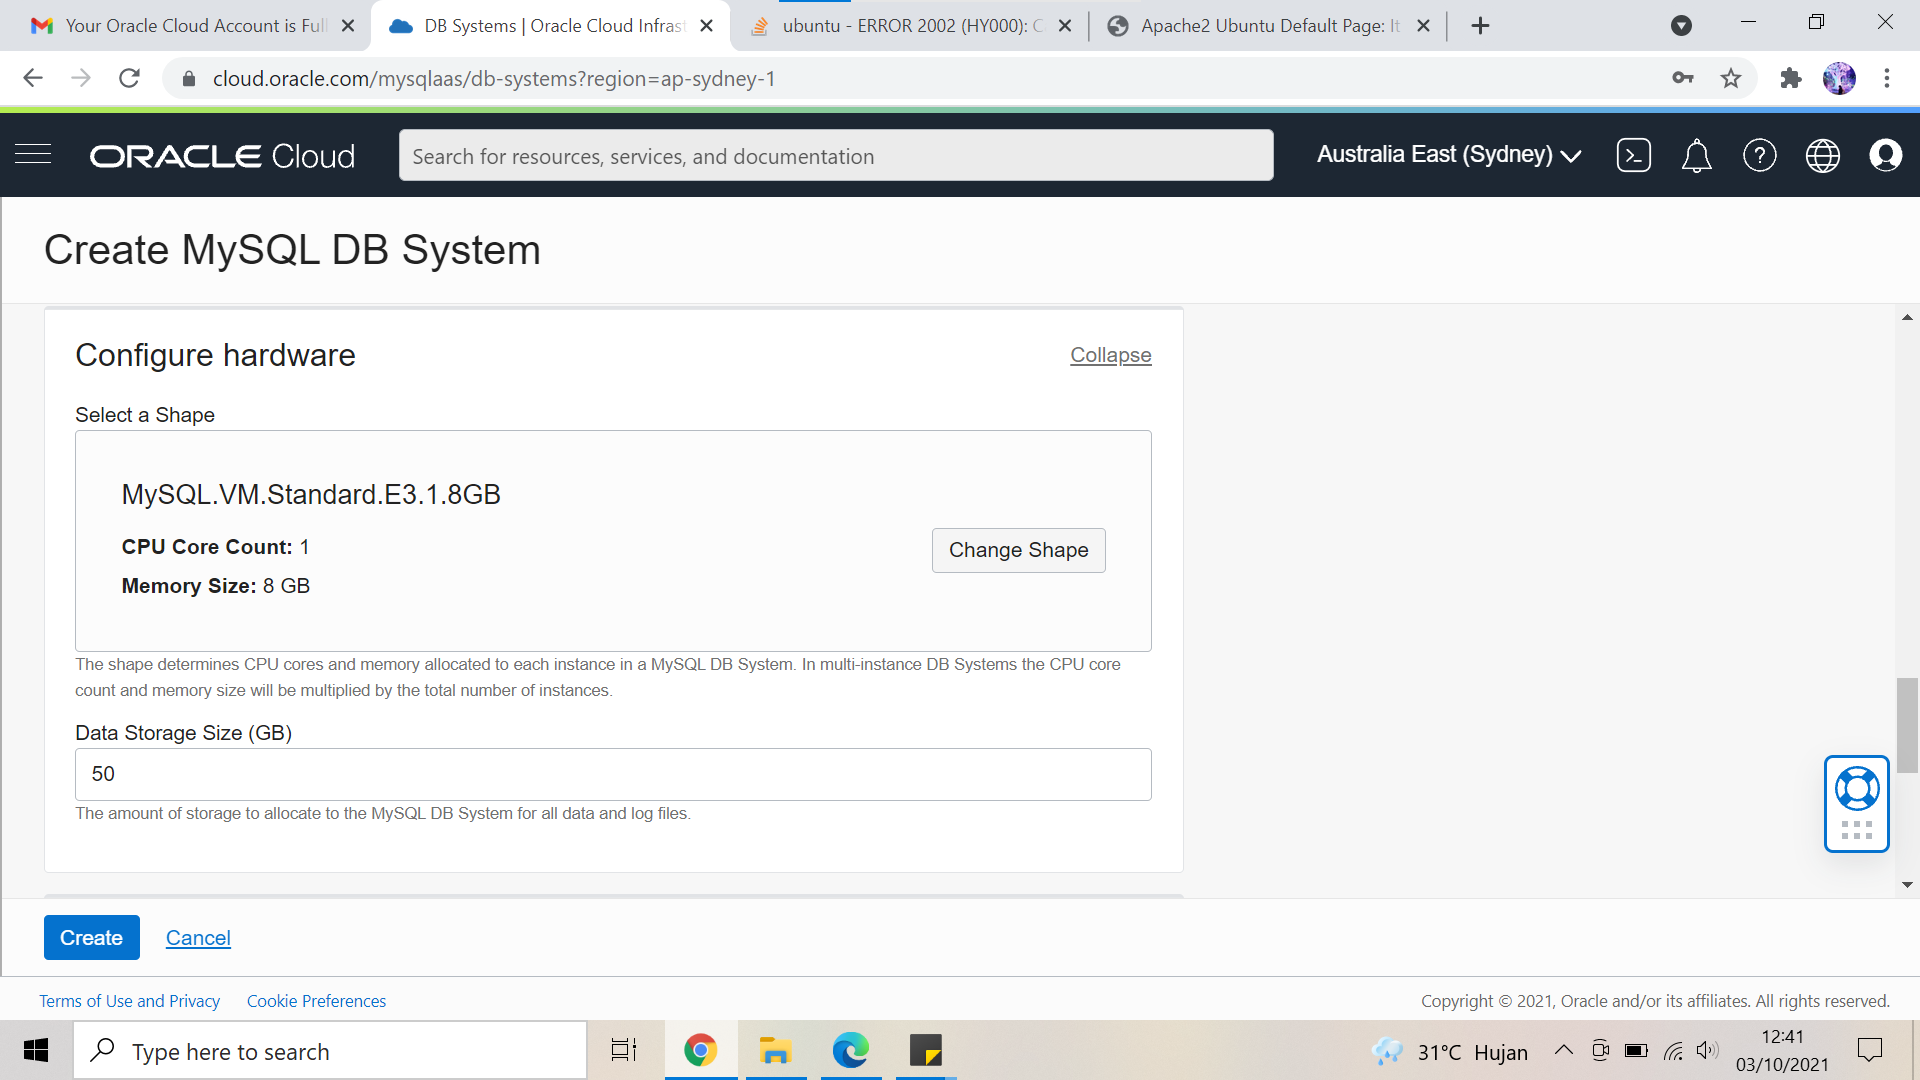 Your Oracle Cloud Account is Full
DB Systems | Oracle Cloud Infrast
ubuntu - ERROR 2002 (HY000): C
Apache2 Ubuntu Default Page: It
cloud.oracle.com/mysqlaas/db-systems?region=ap-sydney-1
ORACLE Cloud
Search for resources, services, and documentation
Australia East (Sydney)
Create MySQL DB System
Configure hardware
Collapse
Select a Shape
MySQL.VM.Standard.E3.1.8GB
CPU Core Count: 1
Memory Size: 8 GB
Change Shape
The shape determines CPU cores and memory allocated to each instance in a MySQL DB System. In multi-instance DB Systems the CPU core
count and memory size will be multiplied by the total number of instances.
Data Storage Size (GB)
50
The amount of storage to allocate to the MySQL DB System for all data and log files.
Create
Cancel
Terms of Use and Privacy
Cookie Preferences
Copyright © 2021, Oracle and/or its affiliates. All rights reserved.
Type here to search
31°C Hujan
12:41
03/10/2021